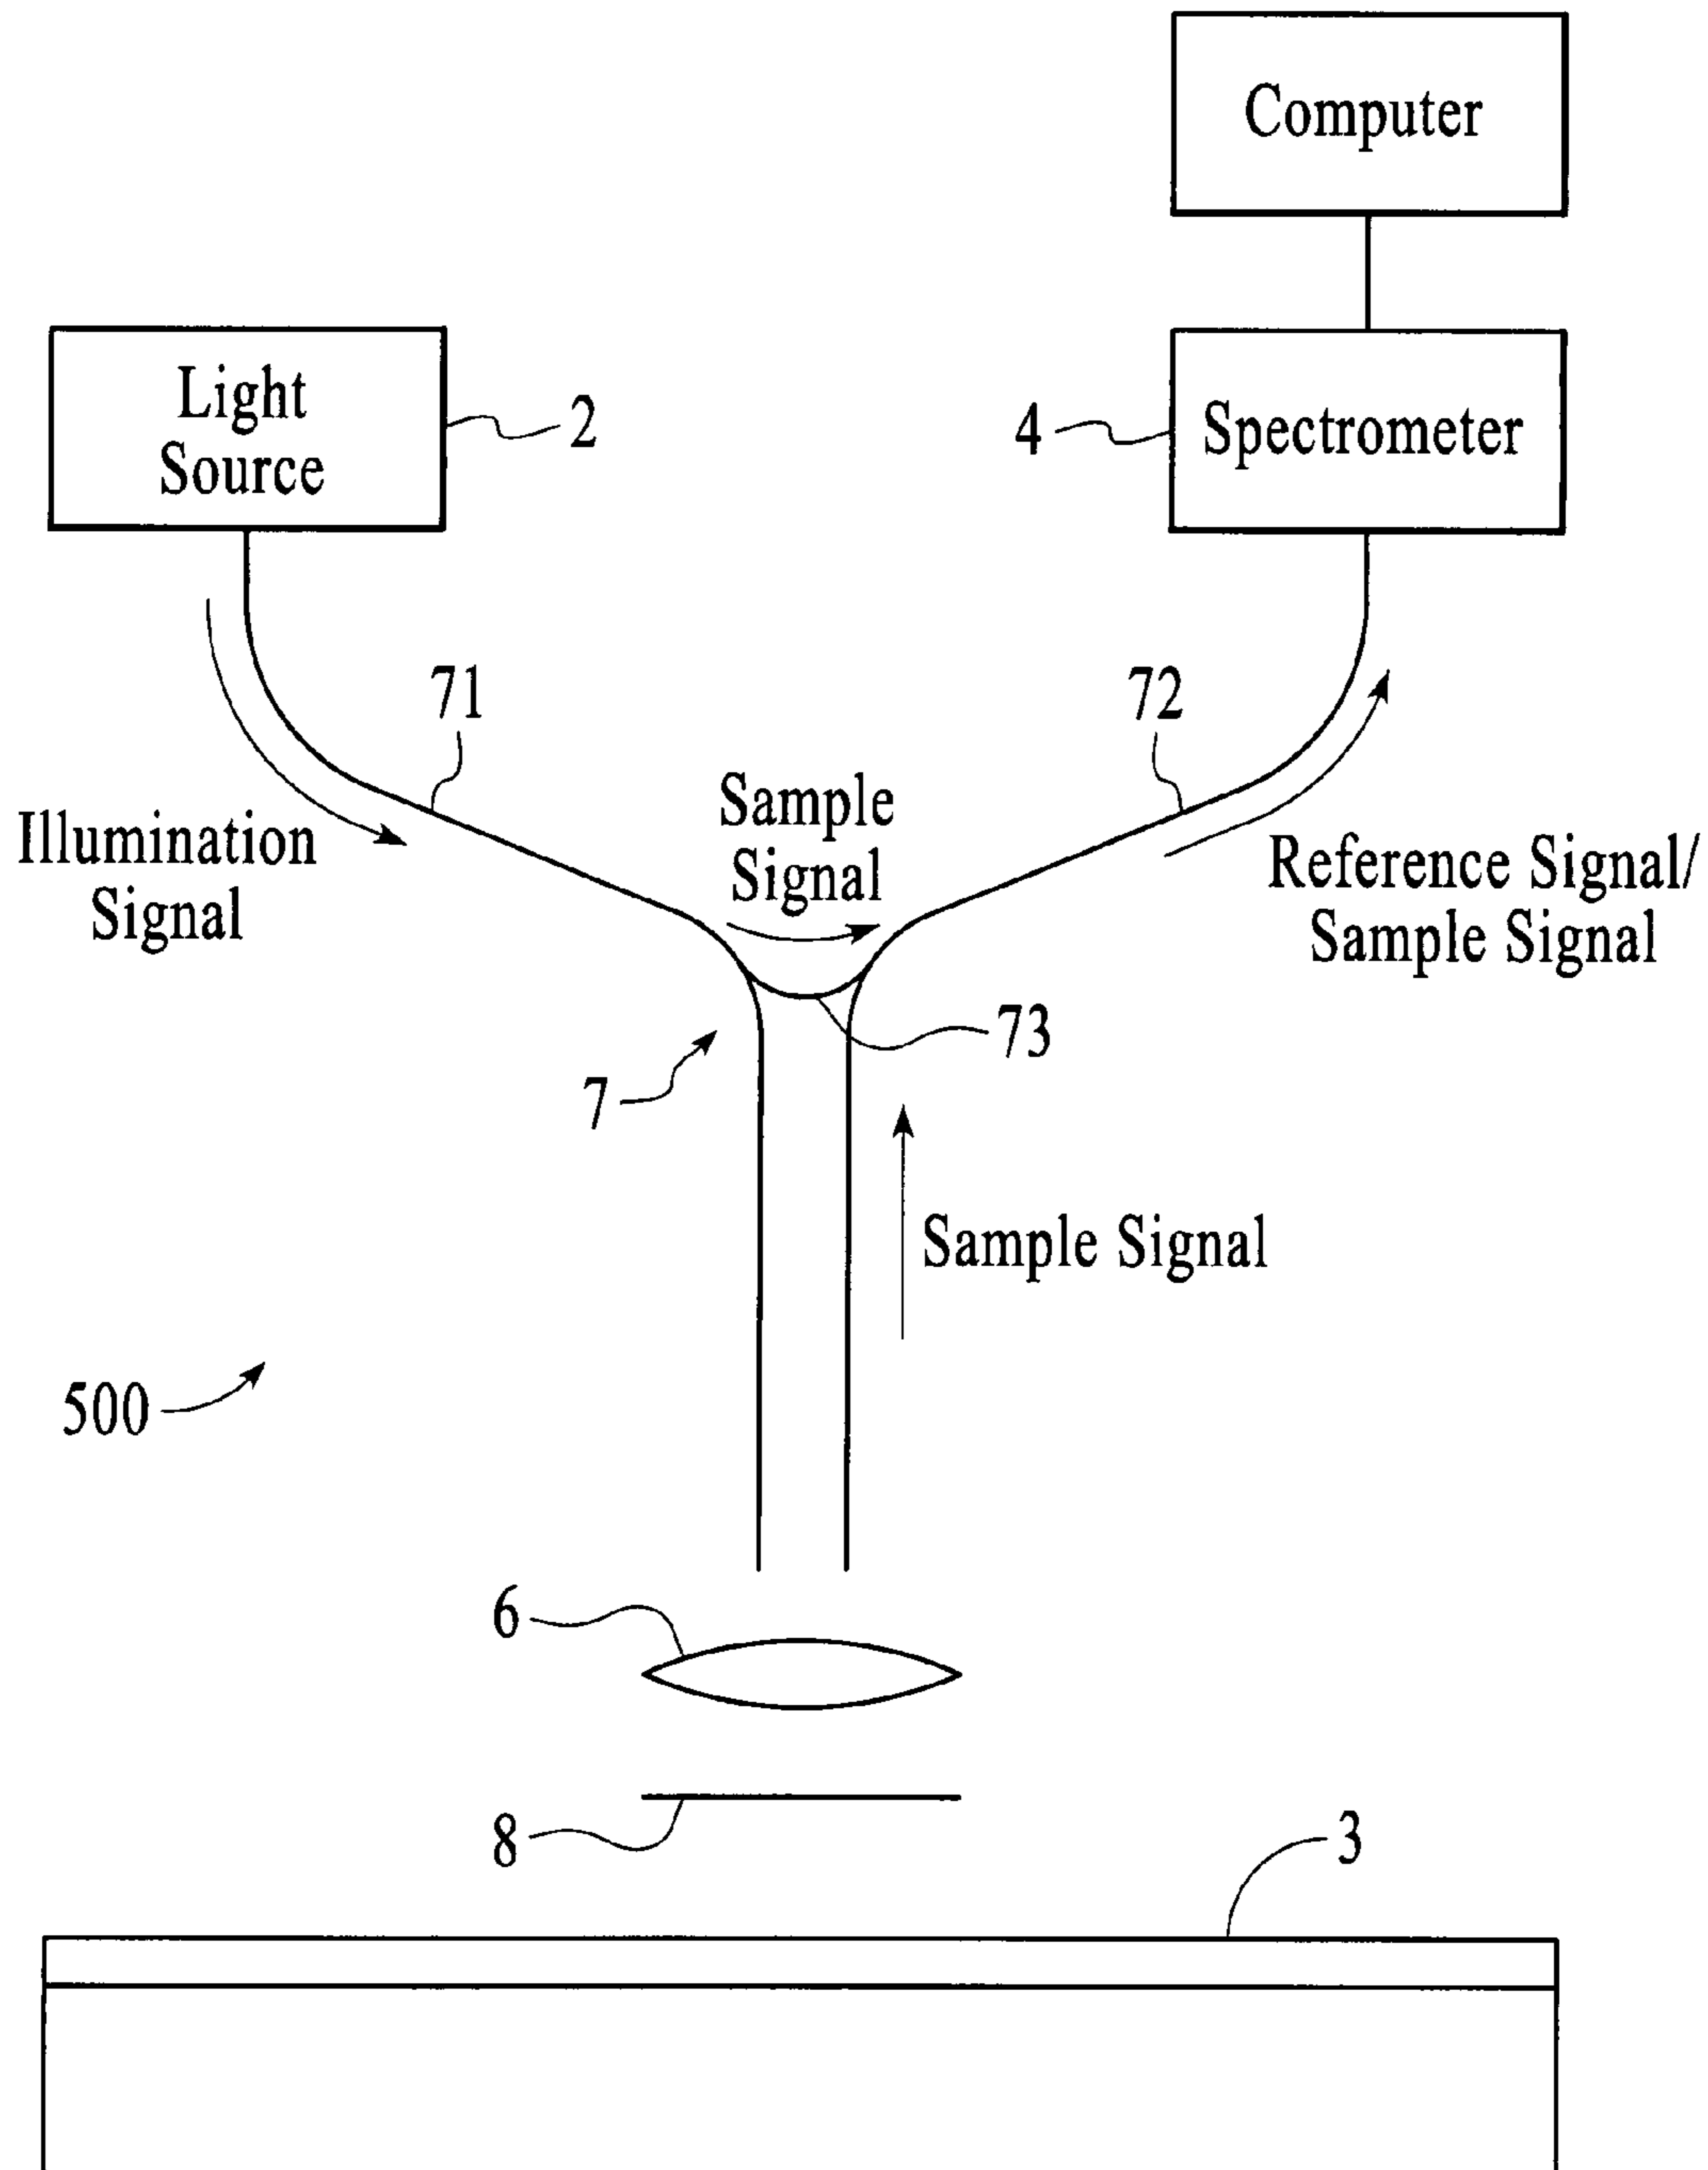 Computer
Light
Source
2
4
Spectrometer
71
72
Sample
Signal
Illumination
Signal
Reference Signal/
Sample Signal
73
7
Sample Signal
500
6
8
3